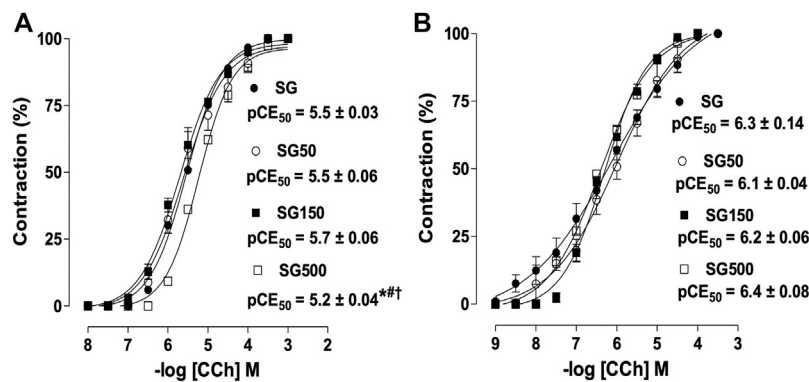 A
Contraction (%)
100
75
50
25
0
8 7 6 5 4 3 2
-log [CCh] M
SG
pCE50 = 5.5 ± 0.03
SG50
pCE50 = 5.5 ± 0.06
SG150
pCE50 = 5.7 ± 0.06
SG500
pCE50 = 5.2 ± 0.04*#†
B
Contraction (%)
100
75
50
25
0
9 8 7 6 5 4 3
-log [CCh] M
SG
pCE50 = 6.3 ± 0.14
SG50
pCE50 = 6.1 ± 0.04
SG150
pCE50 = 6.2 ± 0.06
SG500
pCE50 = 6.4 ± 0.08